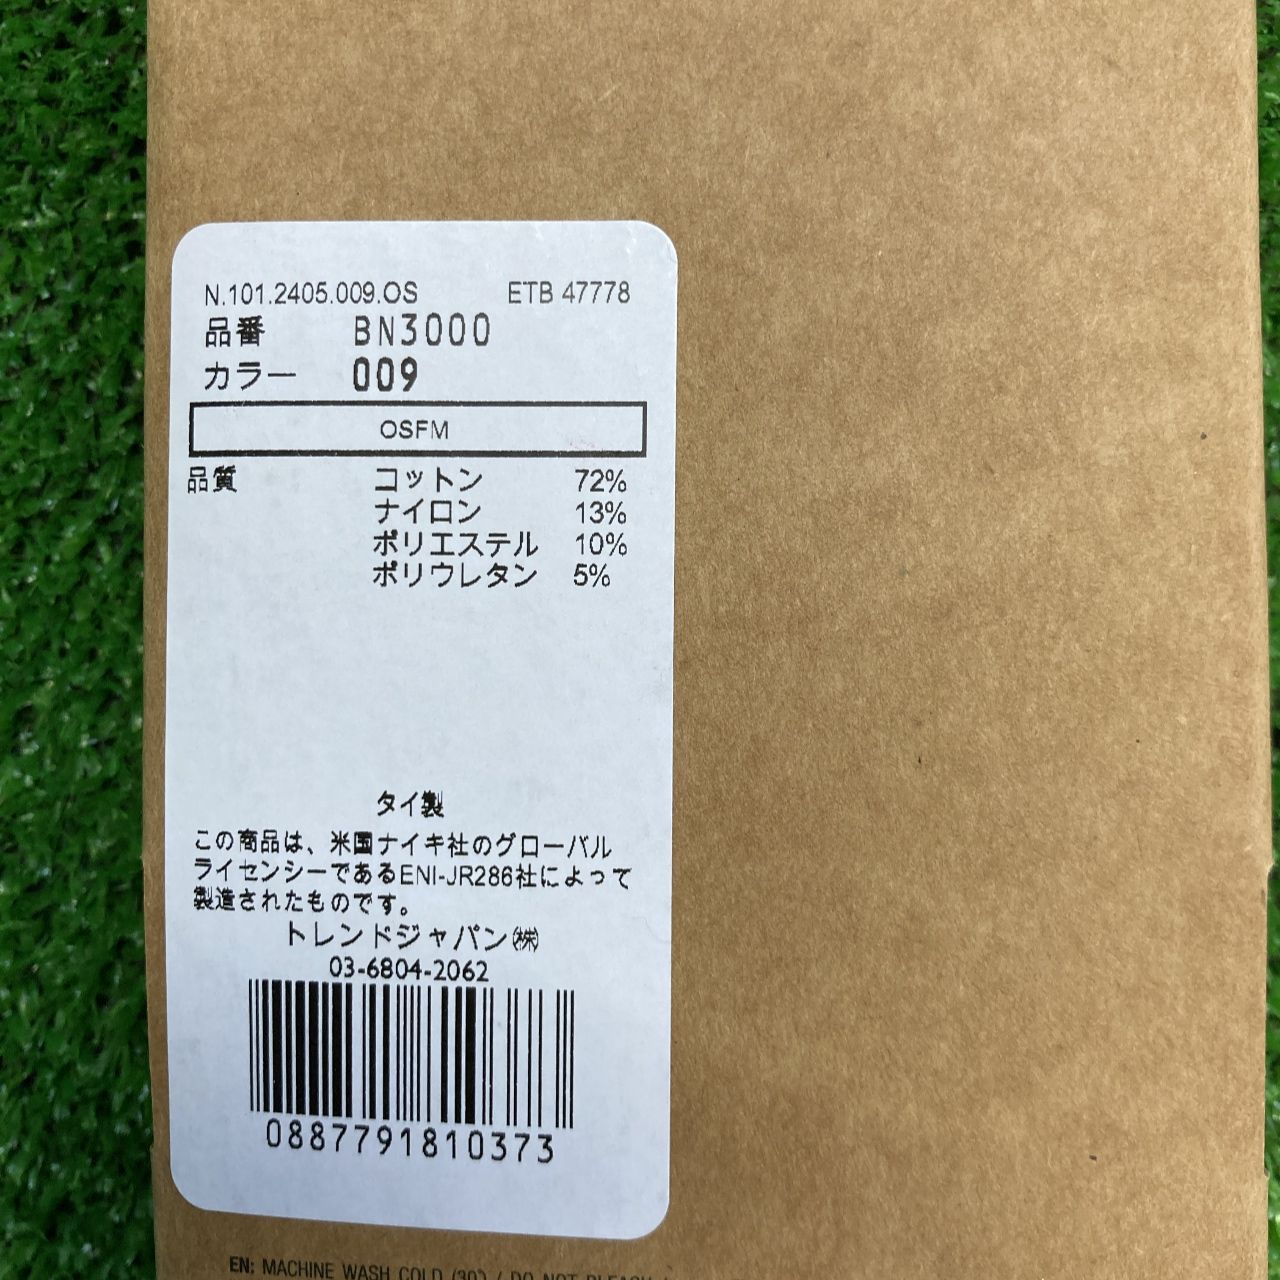 N.101.2405.009.OS ETB 47778
品番 BN3000
カラー 009
OSFM
品質 コットン 72%
ナイロン 13%
ポリエステル 10%
ポリウレタン 5%
タイ製
この商品は、米国ナイキ社のグローバル
ライセンシーであるENI-JR286社によって
製造されたものです。
トレンドジャパン㈱
03-6804-2062
0887791810373
EN: MACHINE WASH COLD (30°) / DO NOT BLEACH